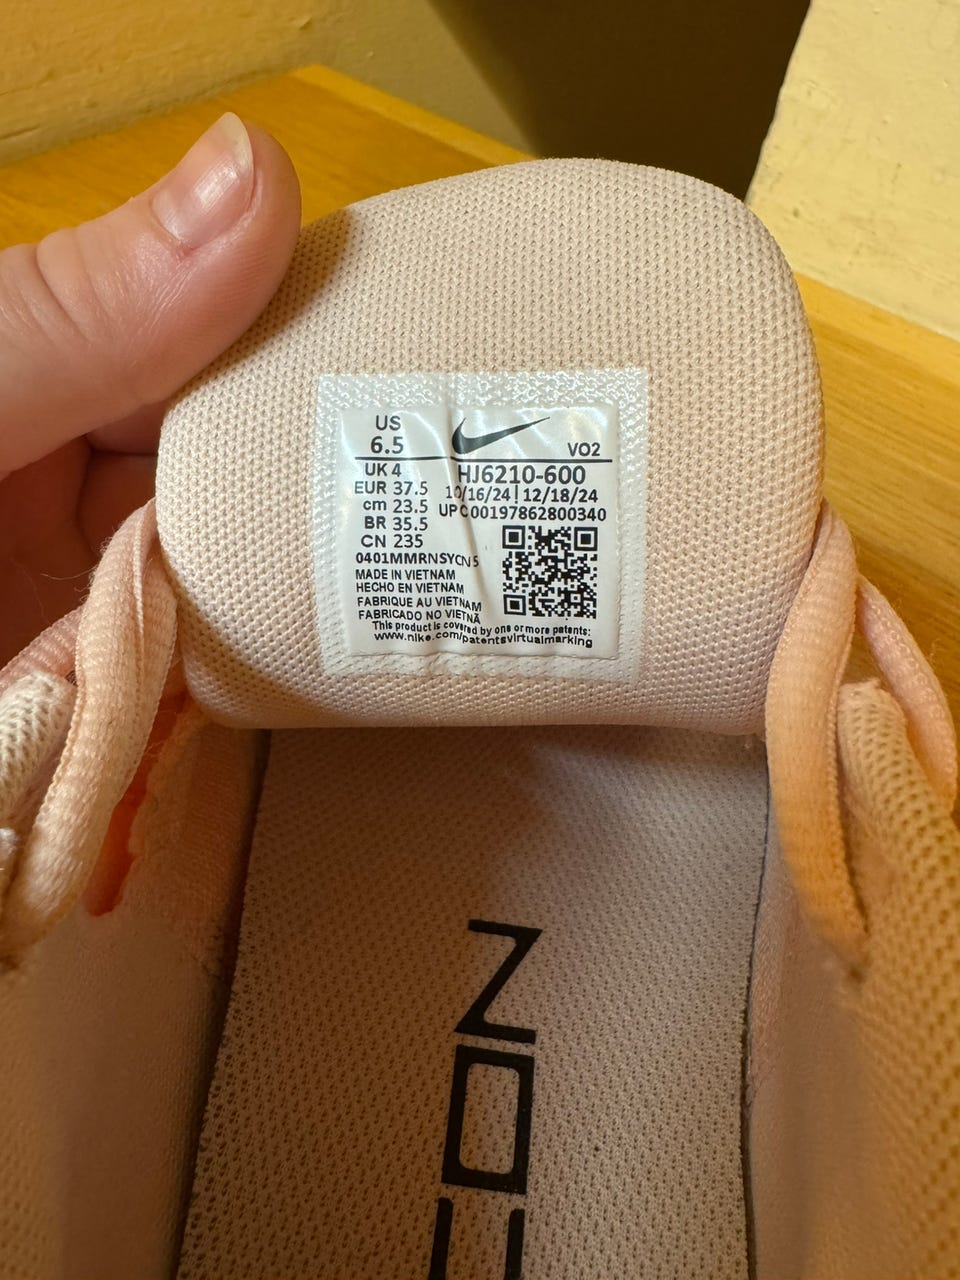 US
6.5
VO2
UK 4
EUR 37.5
cm 23.5
BR 35.5
CN 235
HJ6210-600
10/16/24 | 12/18/24
UPC 00197862800340
0401MMRNSYCN5
MADE IN VIETNAM
HECHO EN VIETNAM
FABRIQUE AU VIETNAM
FABRICADO NO VIETNÃ
This product is covered by one or more patents:
www.nike.com/patentsvirtualmarking